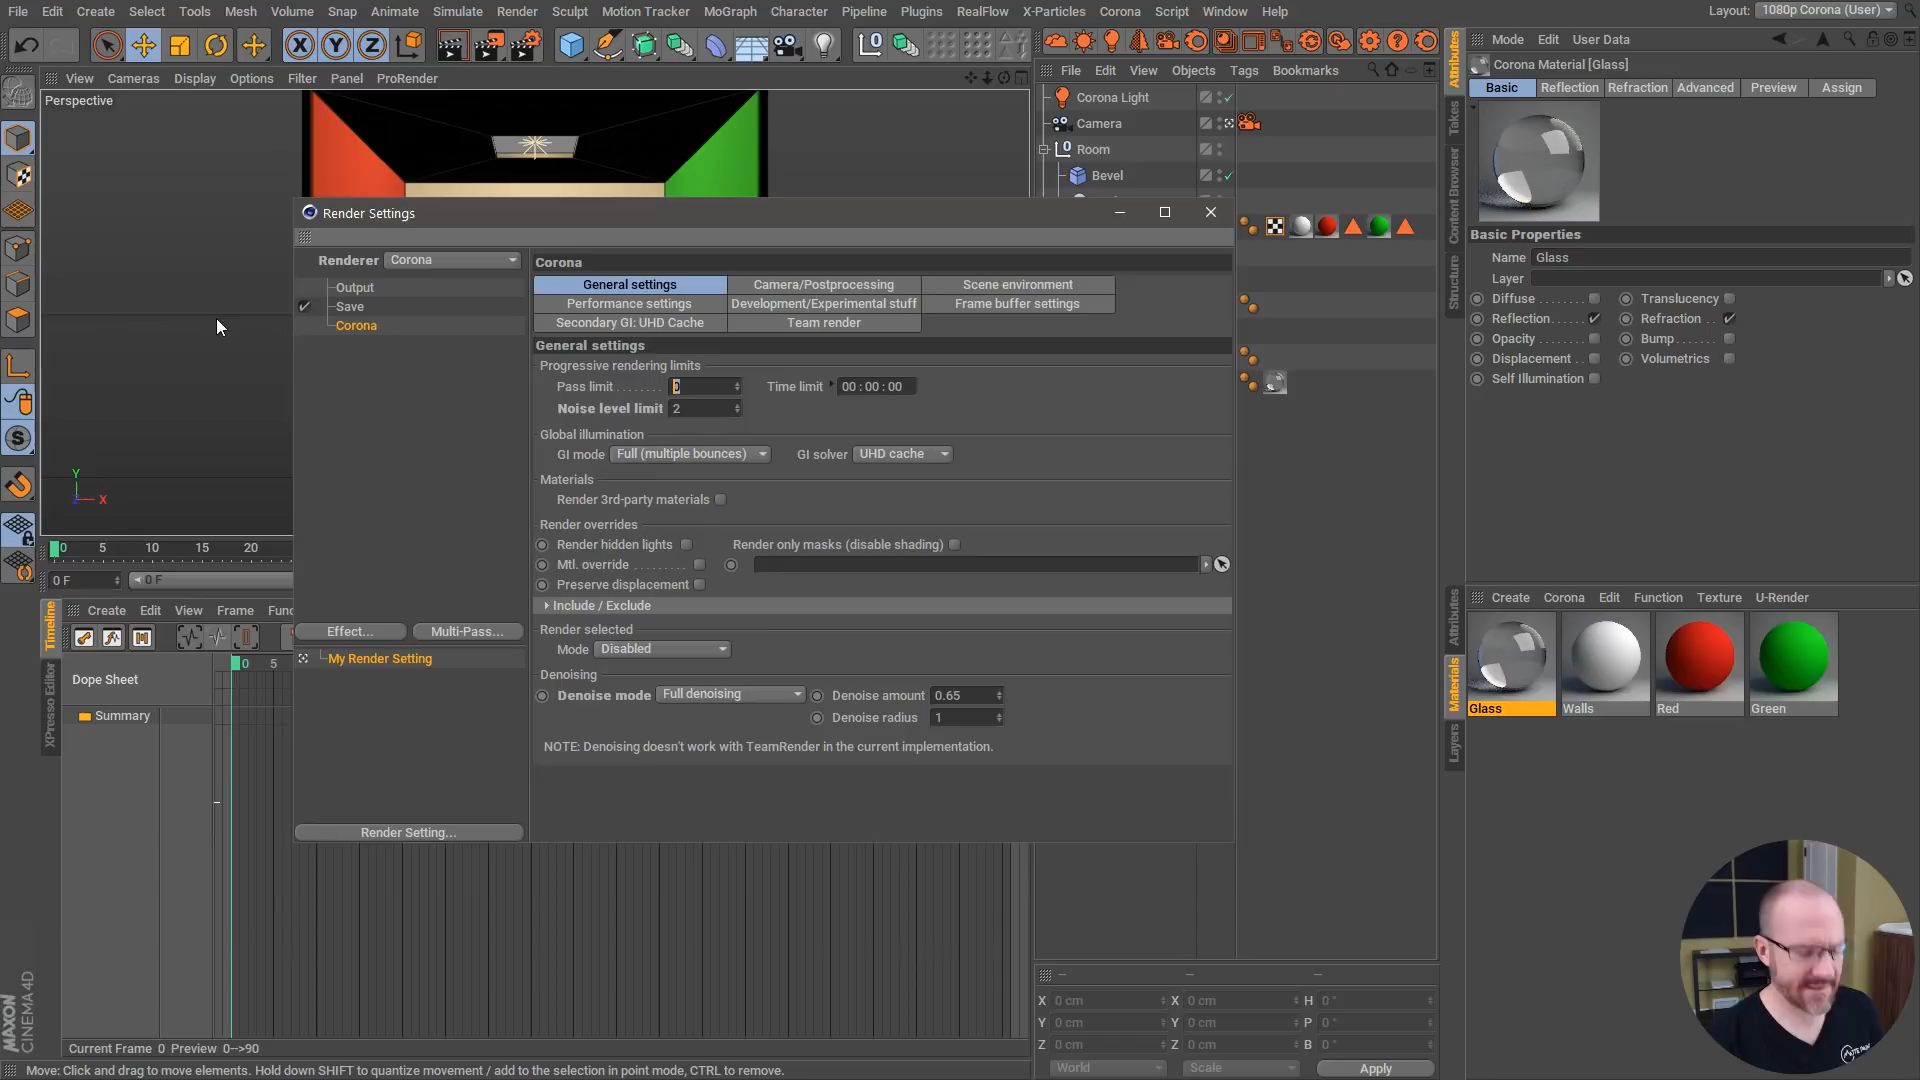 File Edit Create Select Tools Mesh Volume Snap Animate Simulate Render Sculpt Motion Tracker MoGraph Character Pipeline Plugins RealFlow X-Particles Corona Script Window Help
Layout: 1080p Corona (User)
X Y Z
View Cameras Display Options Filter Panel ProRender
Perspective
File Edit View Objects Tags Bookmarks
Corona Light
Camera
Room
Bevel
Attributes
Takes
Content Browser
Structure
Mode Edit User Data
Corona Material [Glass]
Basic Reflection Refraction Advanced Preview Assign
Basic Properties
Name Glass
Layer
Diffuse Translucency
Reflection Refraction
Opacity Bump
Displacement Volumetrics
Self Illumination
Render Settings
Renderer Corona
Output
Save
Corona
Effect... Multi-Pass...
My Render Setting
Render Setting...
Corona
General settings Camera/Postprocessing Scene environment
Performance settings Development/Experimental stuff Frame buffer settings
Secondary GI: UHD Cache Team render
General settings
Progressive rendering limits
Pass limit 0 Time limit 00 : 00 : 00
Noise level limit 2
Global illumination
GI mode Full (multiple bounces) GI solver UHD cache
Materials
Render 3rd-party materials
Render overrides
Render hidden lights Render only masks (disable shading)
Mtl. override
Preserve displacement
Include / Exclude
Render selected
Mode Disabled
Denoising
Denoise mode Full denoising Denoise amount 0.65
Denoise radius 1
NOTE: Denoising doesn't work with TeamRender in the current implementation.
Y
Z X
0 5 10 15 20
0 F 0 F
Timeline
XPresso Editor
Create Edit View Frame Func
0 5
Dope Sheet
Summary
Current Frame 0 Preview 0-->90
Attributes
Materials
Layers
Create Corona Edit Function Texture U-Render
Glass Walls Red Green
-- -- --
X 0 cm X 0 cm H 0 °
Y 0 cm Y 0 cm P 0 °
Z 0 cm Z 0 cm B 0 °
World Scale Apply
MAXON
CINEMA 4D
Move: Click and drag to move elements. Hold down SHIFT to quantize movement / add to the selection in point mode, CTRL to remove.